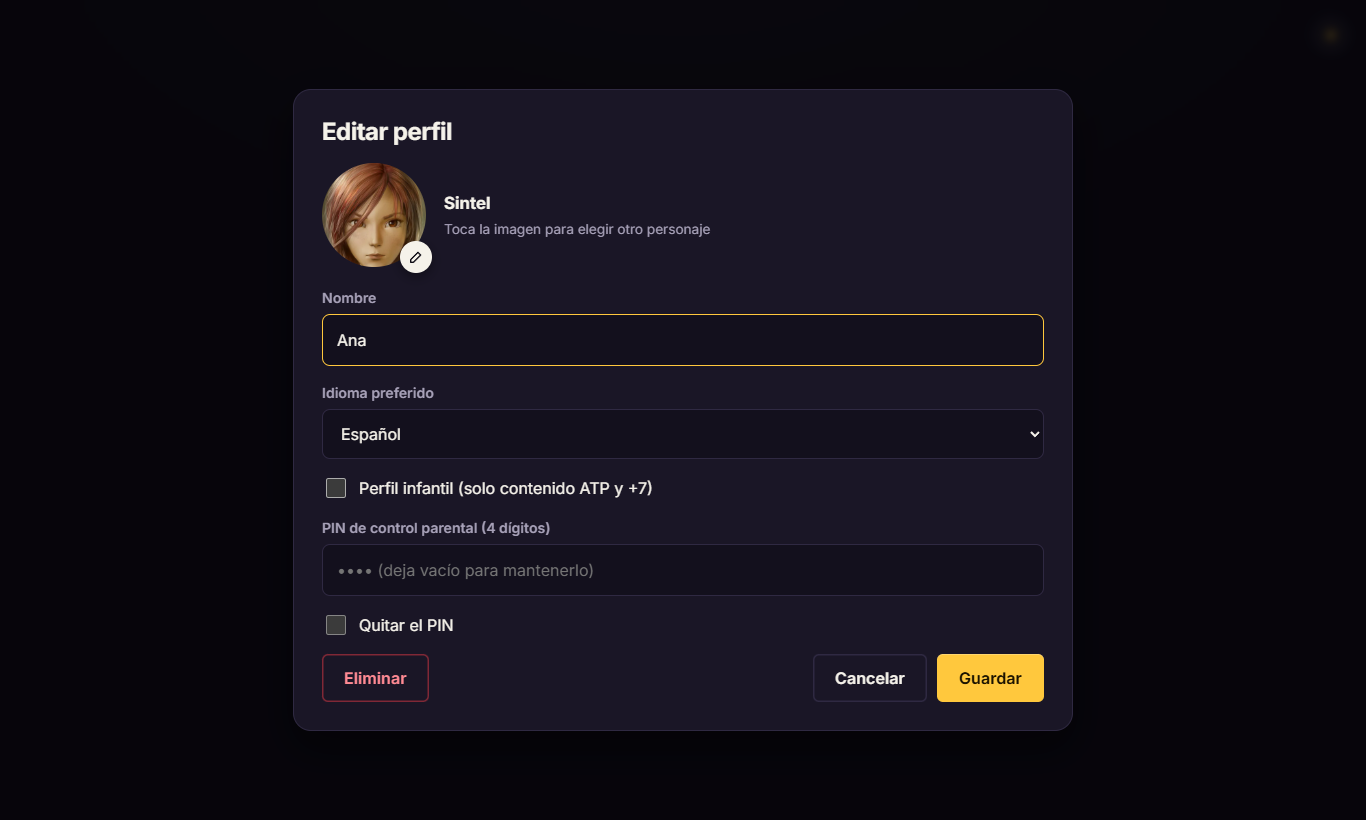 Editar perfil
Sintel
Toca la imagen para elegir otro personaje
Nombre
Ana
Idioma preferido
Español
Perfil infantil (solo contenido ATP y +7)
PIN de control parental (4 dígitos)
•••• (deja vacío para mantenerlo)
Quitar el PIN
Eliminar
Cancelar
Guardar